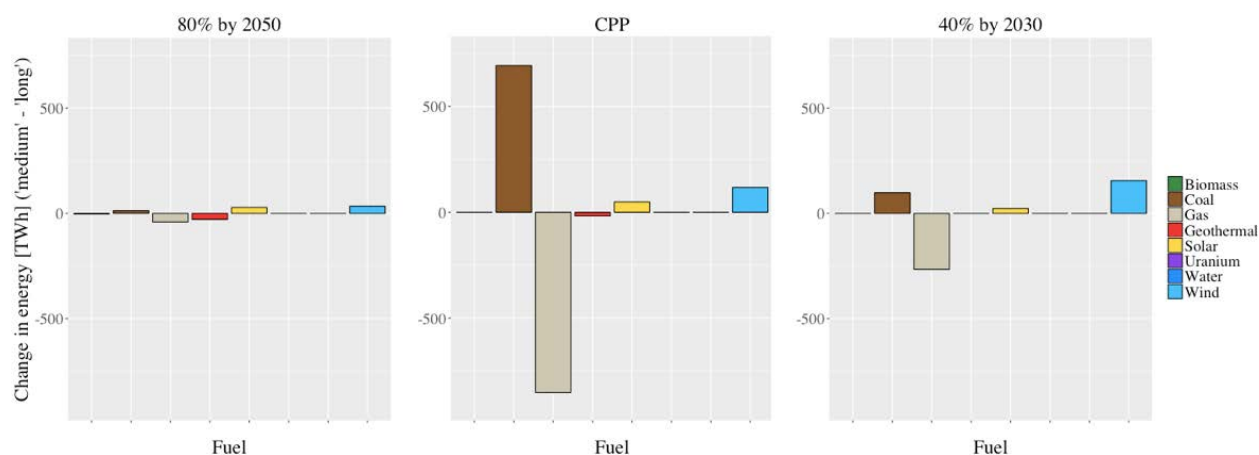 80% by 2050
CPP
40% by 2030
Change in energy [TWh] ('medium' - 'long')
500
0
-500
500
0
-500
500
0
-500
Fuel
Fuel
Fuel
Biomass
Coal
Gas
Geothermal
Solar
Uranium
Water
Wind